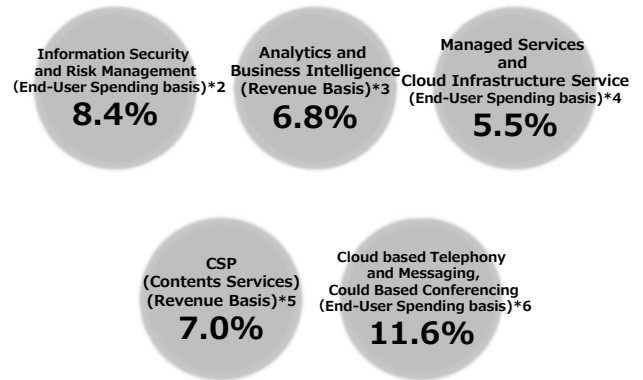 Information Security
and Risk Management
(End-User Spending basis)*2
8.4%
Analytics and
Business Intelligence
(Revenue Basis)*3
6.8%
Managed Services
and
Cloud Infrastructure Service
(End-User Spending basis)*4
5.5%
CSP
(Contents Services)
(Revenue Basis)*5
7.0%
Cloud based Telephony
and Messaging,
Could Based Conferencing
(End-User Spending basis)*6
11.6%